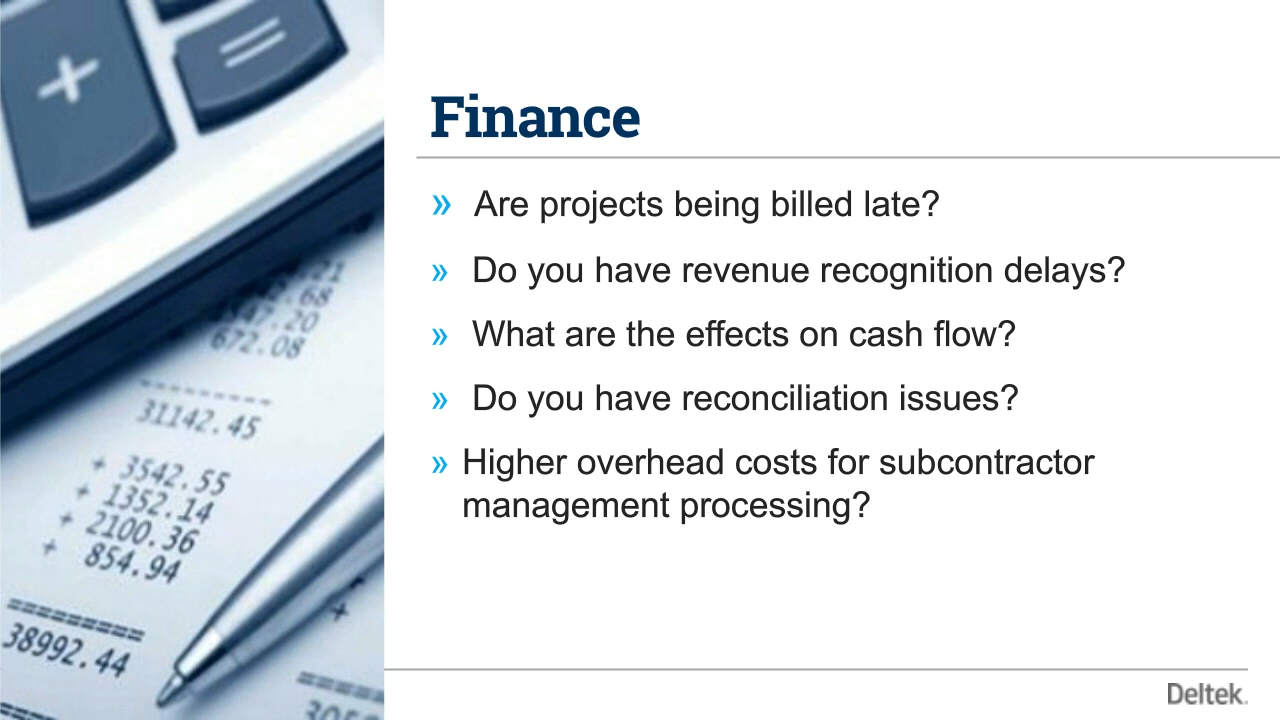 Finance
» Are projects being billed late?
» Do you have revenue recognition delays?
» What are the effects on cash flow?
» Do you have reconciliation issues?
» Higher overhead costs for subcontractor
management processing?
+
=
672.08
31142.45
+ 3542.55
+ 1352.14
+ 2100.36
+ 854.94
38992.44
+
Deltek.